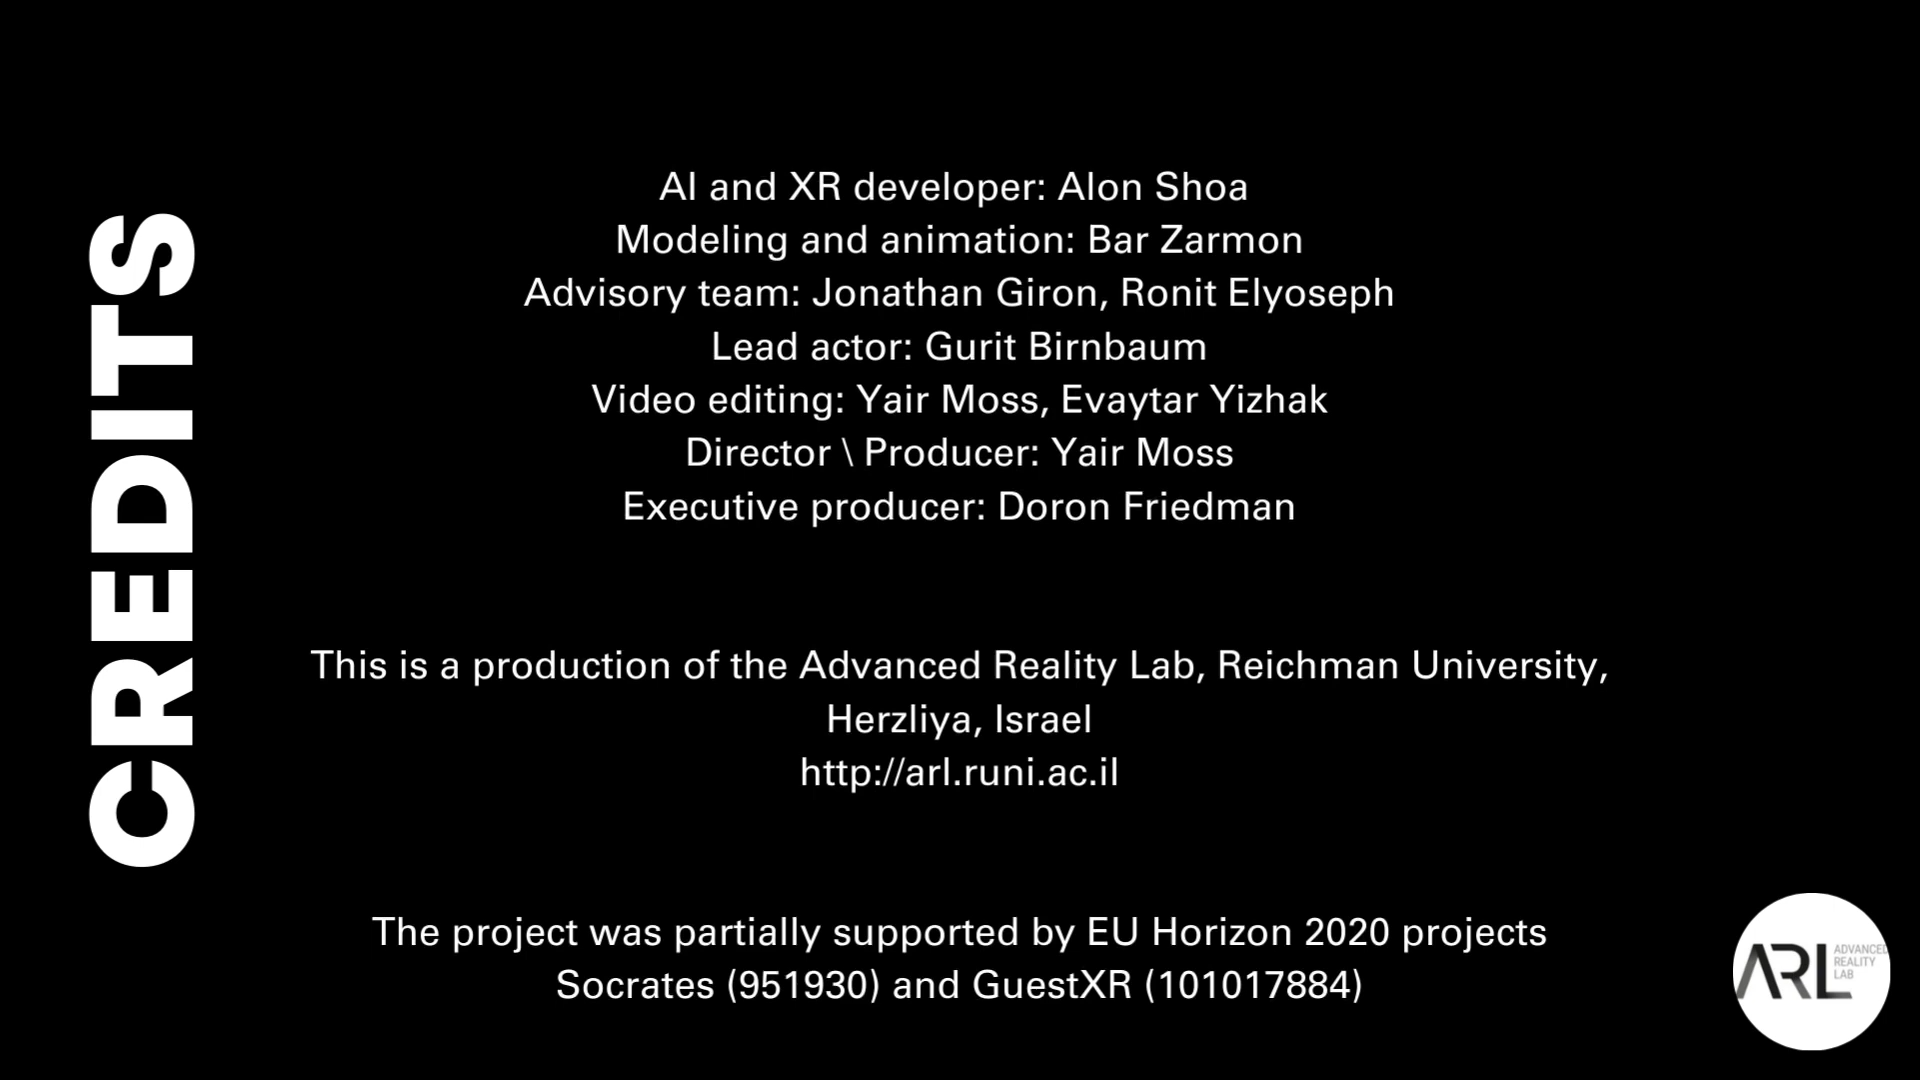 CREDITS
AI and XR developer: Alon Shoa
Modeling and animation: Bar Zarmon
Advisory team: Jonathan Giron, Ronit Elyoseph
Lead actor: Gurit Birnbaum
Video editing: Yair Moss, Evaytar Yizhak
Director \ Producer: Yair Moss
Executive producer: Doron Friedman
This is a production of the Advanced Reality Lab, Reichman University,
Herzliya, Israel
http://arl.runi.ac.il
The project was partially supported by EU Horizon 2020 projects
Socrates (951930) and GuestXR (101017884)
ARL
ADVANCED
REALITY
LAB